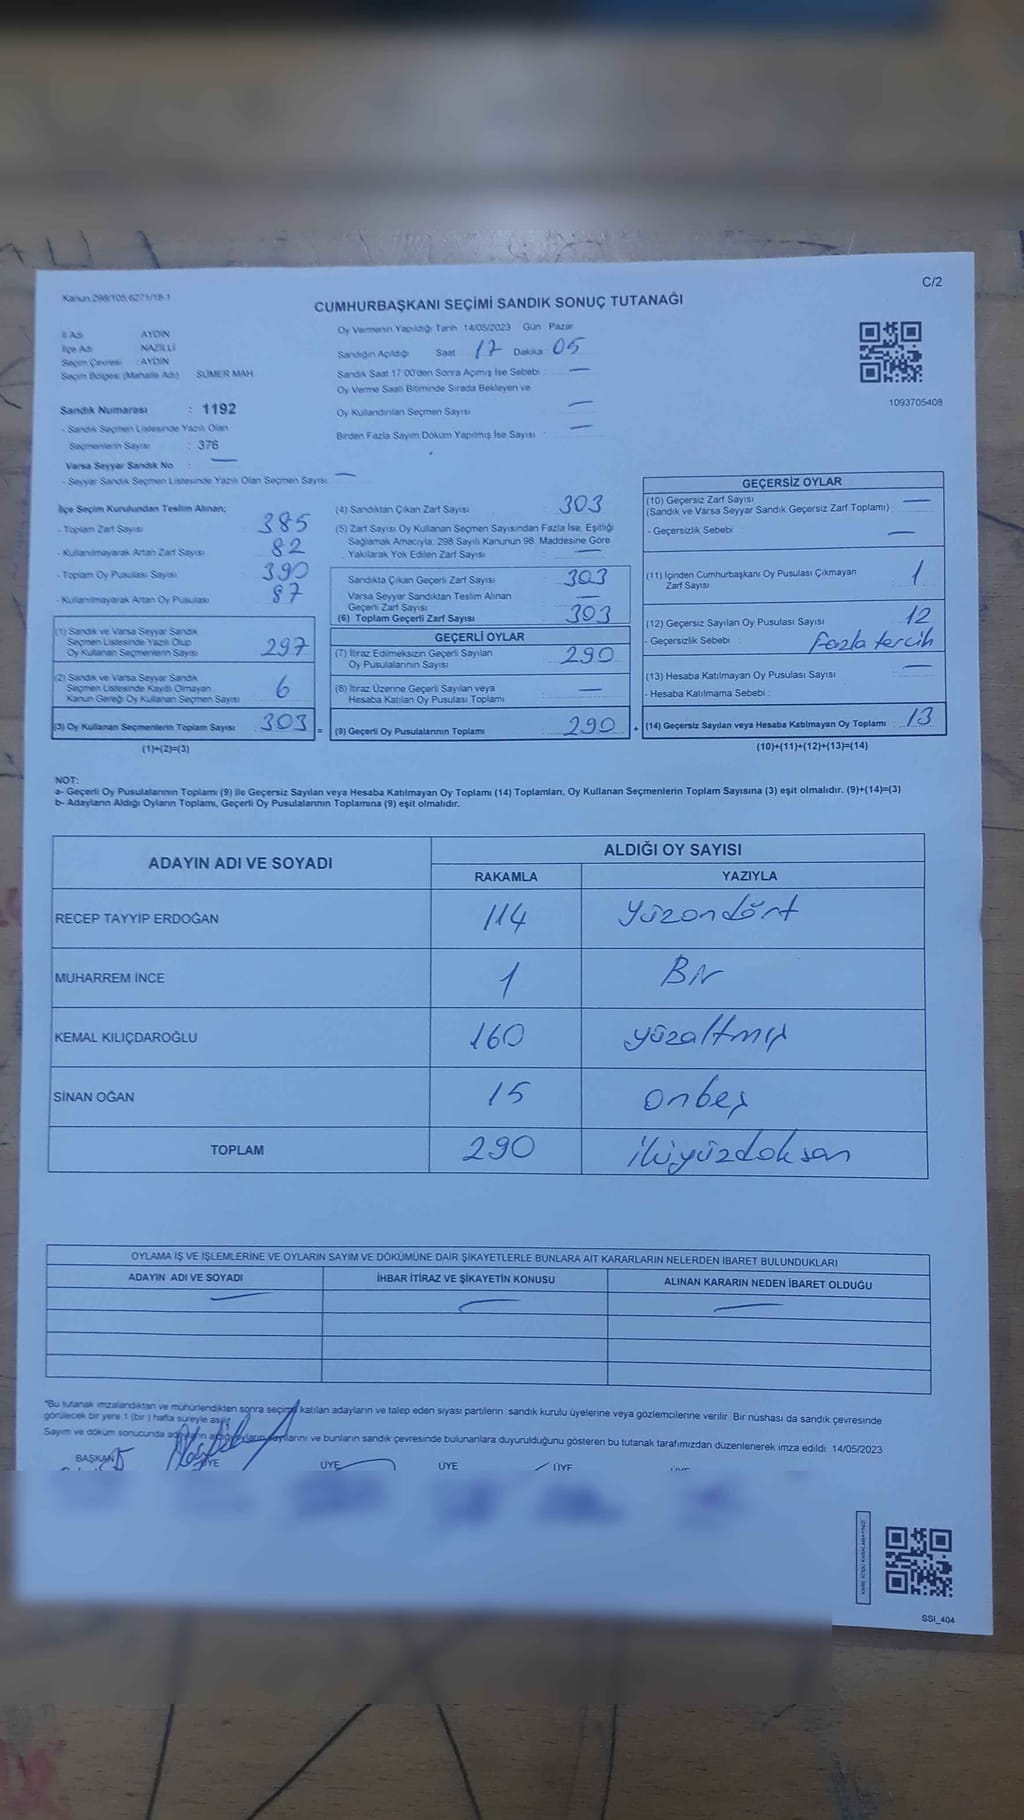 Kanun 298/105,6271/18-1
C/2
CUMHURBAŞKANI SEÇİMİ SANDIK SONUÇ TUTANAĞI
İl Adı AYDIN
İlçe Adı NAZİLLİ
Seçim Çevresi : AYDIN
Seçim Bölgesi (Mahalle Adı) SÜMER MAH
Sandık Numarası : 1192
- Sandık Seçmen Listesinde Yazılı Olan
Seçmenlerin Sayısı : 376
Varsa Seyyar Sandık No : —
- Seyyar Sandık Seçmen Listesinde Yazılı Olan Seçmen Sayısı —
Oy Vermenin Yapıldığı Tarih 14/05/2023 Gün Pazar
Sandığın Açıldığı Saat 17 Dakika 05
Sandık Saat 17:00'den Sonra Açımış İse Sebebi : —
Oy Verme Saati Bitiminde Sırada Bekleyen ve
Oy Kullandırılan Seçmen Sayısı —
Birden Fazla Sayım Döküm Yapılmış İse Sayısı —
1093705408
İlçe Seçim Kurulundan Teslim Alınan;
- Toplam Zarf Sayısı 385
- Kullanılmayarak Artan Zarf Sayısı 82
- Toplam Oy Pusulası Sayısı 390
- Kullanılmayarak Artan Oy Pusulası 87
(1) Sandık ve Varsa Seyyar Sandık
Seçmen Listesinde Yazılı Olup
Oy Kullanan Seçmenlerin Sayısı 297
(2) Sandık ve Varsa Seyyar Sandık
Seçmen Listesinde Kayıtlı Olmayan
Kanun Gereği Oy Kullanan Seçmen Sayısı 6
(3) Oy Kullanan Seçmenlerin Toplam Sayısı 303 =
(1)+(2)=(3)
(4) Sandıktan Çıkan Zarf Sayısı 303
(5) Zarf Sayısı Oy Kullanan Seçmen Sayısından Fazla İse, Eşitliği
Sağlamak Amacıyla, 298 Sayılı Kanunun 98. Maddesine Göre
Yakılarak Yok Edilen Zarf Sayısı —
Sandıkta Çıkan Geçerli Zarf Sayısı 303
Varsa Seyyar Sandıktan Teslim Alınan
Geçerli Zarf Sayısı —
(6) Toplam Geçerli Zarf Sayısı 303
GEÇERLİ OYLAR
(7) İtiraz Edilmeksizin Geçerli Sayılan
Oy Pusulalarının Sayısı 290
(8) İtiraz Üzerine Geçerli Sayılan veya
Hesaba Katılan Oy Pusulası Toplamı —
(9) Geçerli Oy Pusulalarının Toplamı 290 +
GEÇERSİZ OYLAR
(10) Geçersiz Zarf Sayısı —
(Sandık ve Varsa Seyyar Sandık Geçersiz Zarf Toplamı)
- Geçersizlik Sebebi —
(11) İçinden Cumhurbaşkanı Oy Pusulası Çıkmayan
Zarf Sayısı 1
(12) Geçersiz Sayılan Oy Pusulası Sayısı 12
- Geçersizlik Sebebi : fazla tercih
(13) Hesaba Katılmayan Oy Pusulası Sayısı —
- Hesaba Katılmama Sebebi :
(14) Geçersiz Sayılan veya Hesaba Katılmayan Oy Toplamı : 13
(10)+(11)+(12)+(13)=(14)
NOT:
a- Geçerli Oy Pusulalarının Toplamı (9) ile Geçersiz Sayılan veya Hesaba Katılmayan Oy Toplamı (14) Toplamları, Oy Kullanan Seçmenlerin Toplam Sayısına (3) eşit olmalıdır. (9)+(14)=(3)
b- Adayların Aldığı Oyların Toplamı, Geçerli Oy Pusulalarının Toplamına (9) eşit olmalıdır.
ADAYIN ADI VE SOYADI ALDIĞI OY SAYISI
RAKAMLA YAZIYLA
RECEP TAYYİP ERDOĞAN 114 Yüzondört
MUHARREM İNCE 1 Bir
KEMAL KILIÇDAROĞLU 160 yüzaltmış
SİNAN OĞAN 15 onbeş
TOPLAM 290 ikiyüzdoksan
OYLAMA İŞ VE İŞLEMLERİNE VE OYLARIN SAYIM VE DÖKÜMÜNE DAİR ŞİKAYETLERLE BUNLARA AİT KARARLARIN NELERDEN İBARET BULUNDUKLARI
ADAYIN ADI VE SOYADI İHBAR İTİRAZ VE ŞİKAYETİN KONUSU ALINAN KARARIN NEDEN İBARET OLDUĞU
— — —
*Bu tutanak imzalandıktan ve mühürlendikten sonra seçime katılan adayların ve talep eden siyasi partilerin sandık kurulu üyelerine veya gözlemcilerine verilir Bir nüshası da sandık çevresinde
görülecek bir yere 1 (bir) hafta süreyle asılır
Sayım ve döküm sonucunda adayların aldığı oyların sayılarını ve bunların sandık çevresinde bulunanlara duyurulduğunu gösteren bu tutanak tarafımızdan düzenlenerek imza edildi 14/05/2023
BAŞKAN ÜYE ÜYE ÜYE ÜYE
SSI_404